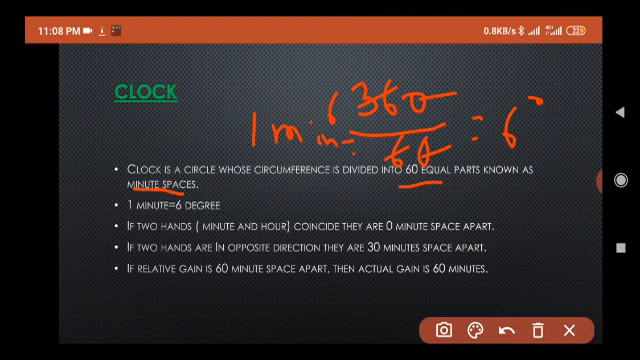 11:08 PM
0.8KB/s
22
CLOCK
1 min = 6 360/60 = 6°
• CLOCK IS A CIRCLE WHOSE CIRCUMFERENCE IS DIVIDED INTO 60 EQUAL PARTS KNOWN AS
MINUTE SPACES.
• 1 MINUTE=6 DEGREE
• IF TWO HANDS ( MINUTE AND HOUR) COINCIDE THEY ARE 0 MINUTE SPACE APART.
• IF TWO HANDS ARE IN OPPOSITE DIRECTION THEY ARE 30 MINUTES SPACE APART.
• IF RELATIVE GAIN IS 60 MINUTE SPACE APART, THEN ACTUAL GAIN IS 60 MINUTES.